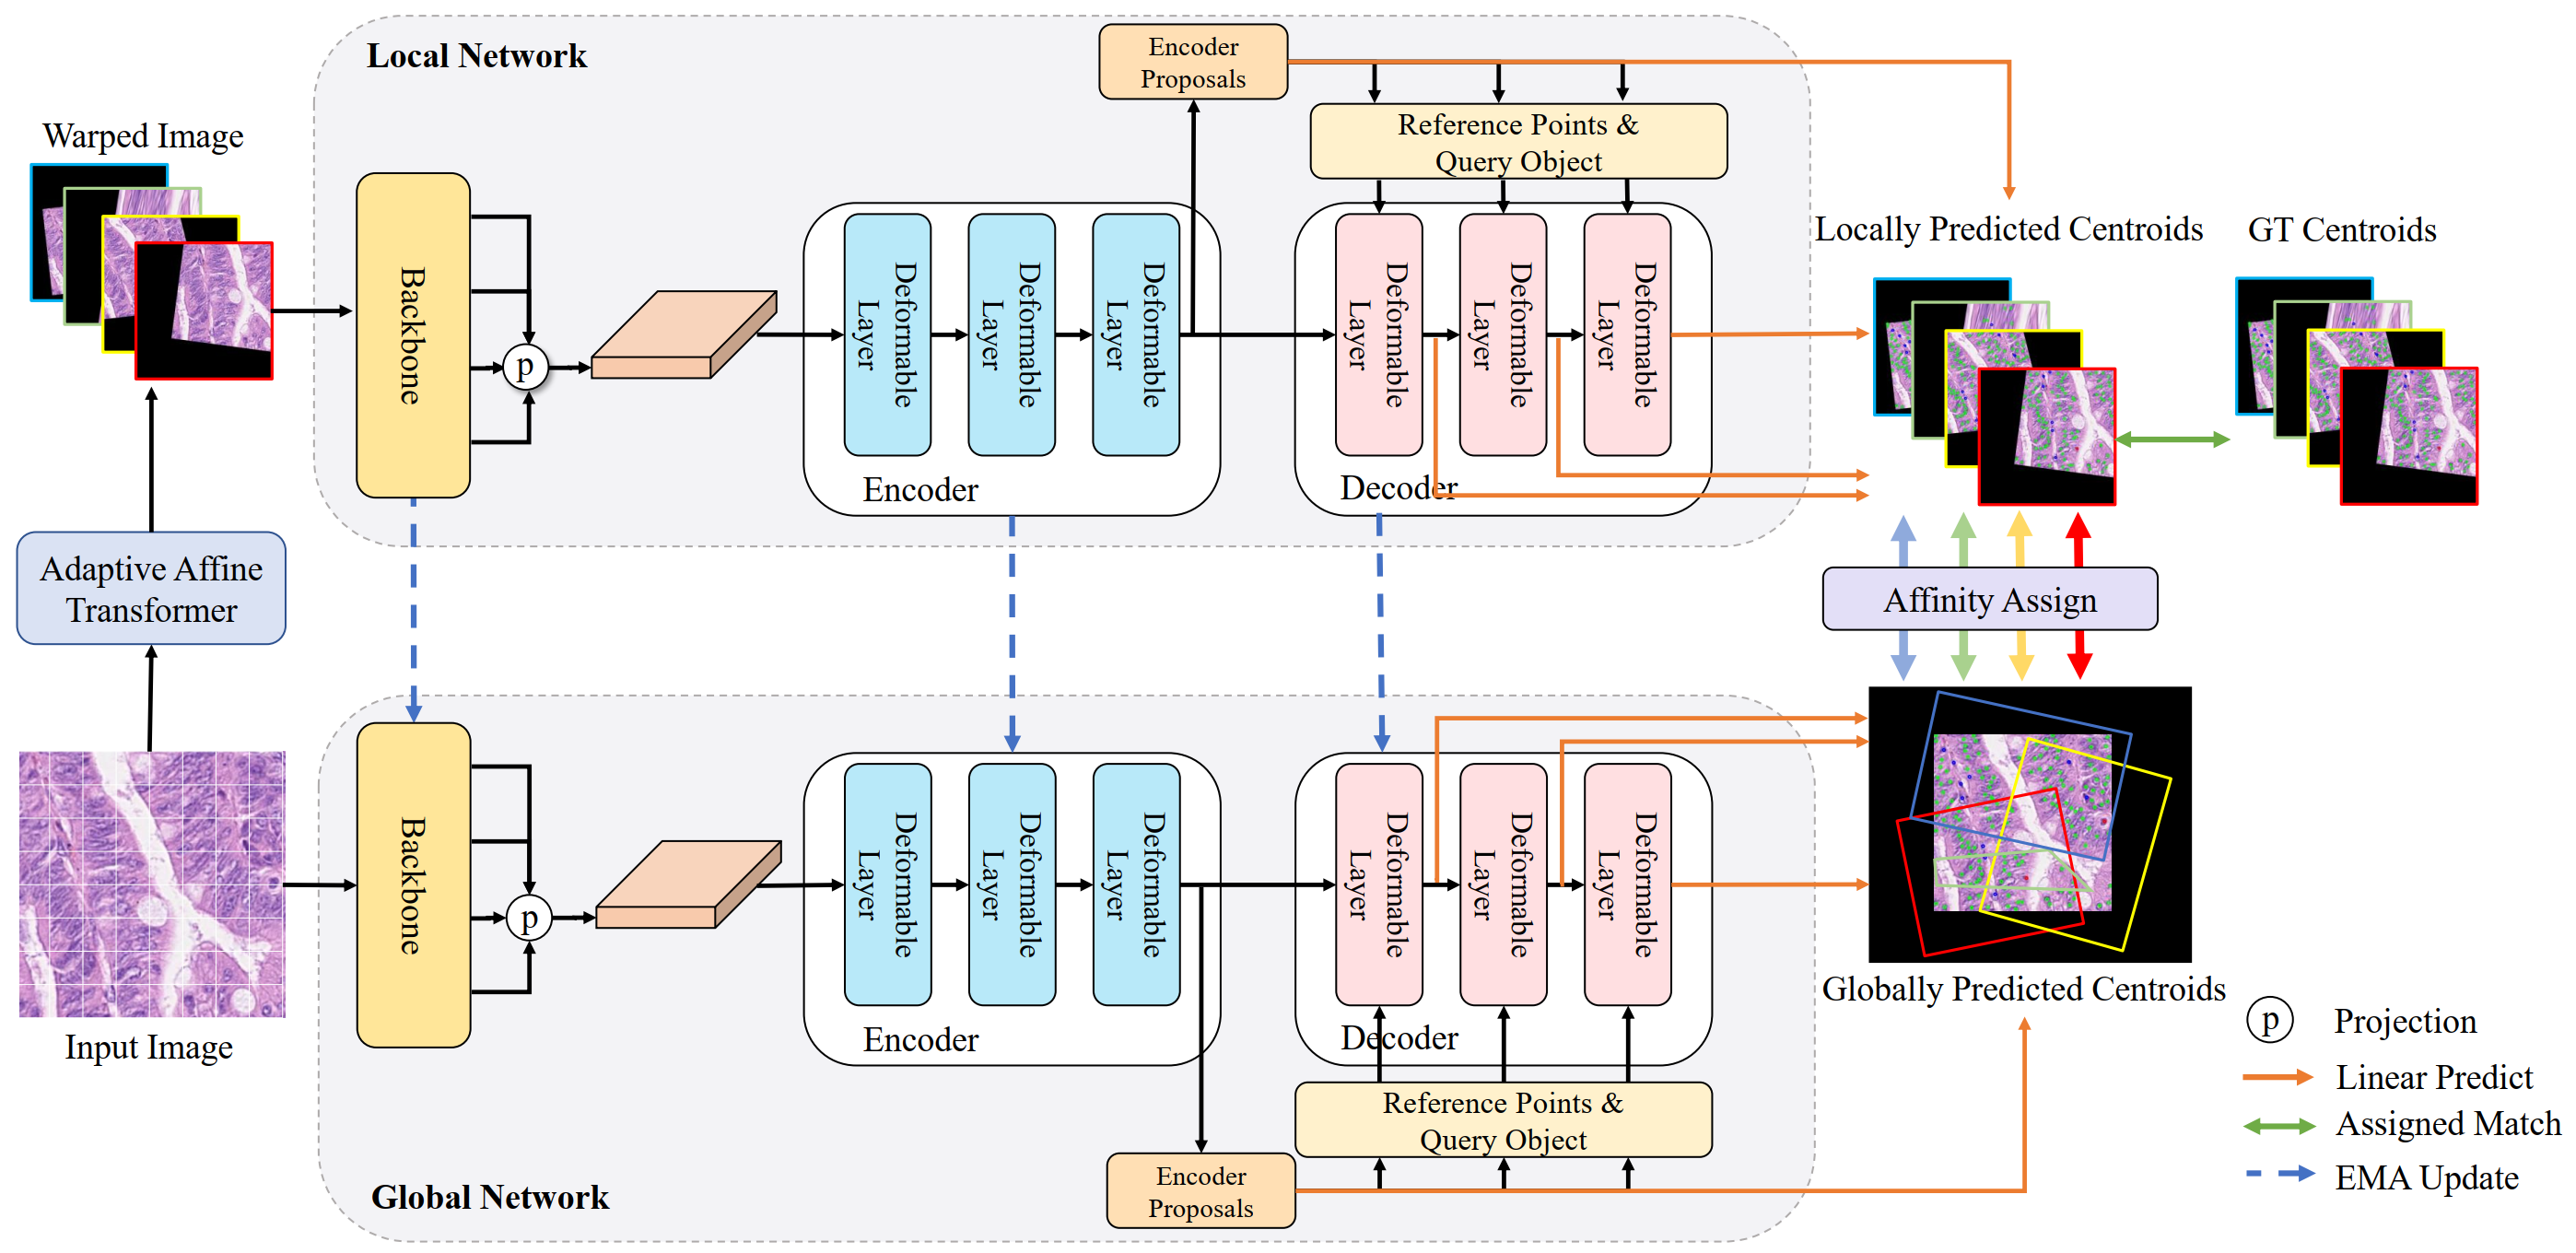 Local Network
Encoder
Proposals
Reference Points &
Query Object
Warped Image
Backbone
p
Deformable
Layer
Deformable
Layer
Deformable
Layer
Encoder
Deformable
Layer
Deformable
Layer
Deformable
Layer
Decoder
Locally Predicted Centroids
GT Centroids
Adaptive Affine
Transformer
Affinity Assign
Input Image
Backbone
p
Deformable
Layer
Deformable
Layer
Deformable
Layer
Encoder
Deformable
Layer
Deformable
Layer
Deformable
Layer
Decoder
Reference Points &
Query Object
Encoder
Proposals
Global Network
Globally Predicted Centroids
p Projection
Linear Predict
Assigned Match
EMA Update